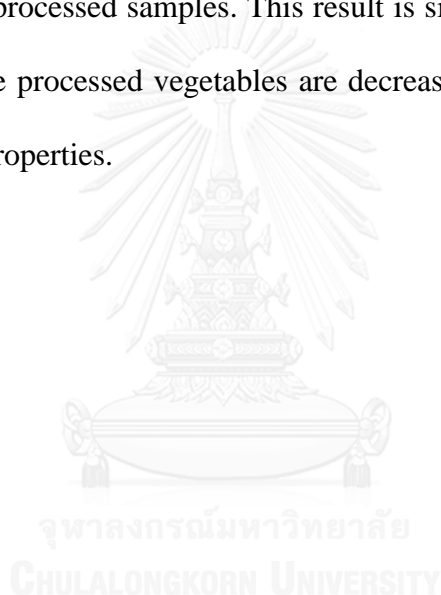 processed samples. This result is
e processed vegetables are decreas
roperties.
จุฬาลงกรณ์มหาวิทยาลัย
CHULALONGKORN UNIVERSITY